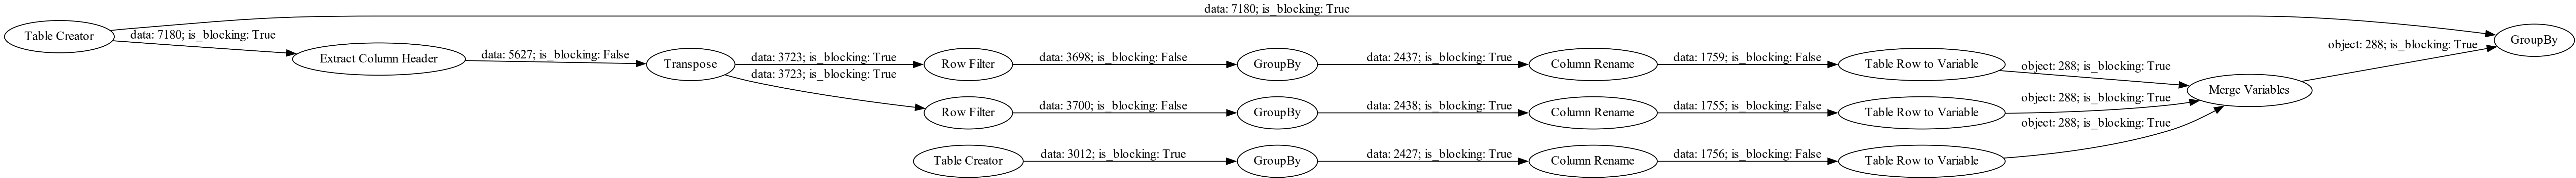 data: 7180; is_blocking: True
Table Creator
data: 7180; is_blocking: True
GroupBy
object: 288; is_blocking: True
Extract Column Header
data: 5627; is_blocking: False
Transpose
data: 3723; is_blocking: True
Row Filter
data: 3698; is_blocking: False
GroupBy
data: 2437; is_blocking: True
Column Rename
data: 1759; is_blocking: False
Table Row to Variable
object: 288; is_blocking: True
data: 3723; is_blocking: True
Merge Variables
Row Filter
data: 3700; is_blocking: False
GroupBy
data: 2438; is_blocking: True
Column Rename
data: 1755; is_blocking: False
Table Row to Variable
object: 288; is_blocking: True
Table Creator
data: 3012; is_blocking: True
GroupBy
data: 2427; is_blocking: True
Column Rename
data: 1756; is_blocking: False
Table Row to Variable
object: 288; is_blocking: True